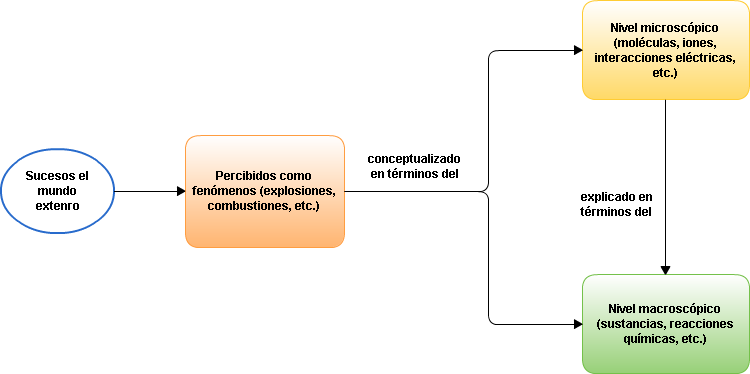 Sucesos el
mundo
extenro
Percibidos como
fenómenos (explosiones,
combustiones, etc.)
conceptualizado
en términos del
Nivel microscópico
(moléculas, iones,
interacciones eléctricas,
etc.)
explicado en
términos del
Nivel macroscópico
(sustancias, reacciones
químicas, etc.)